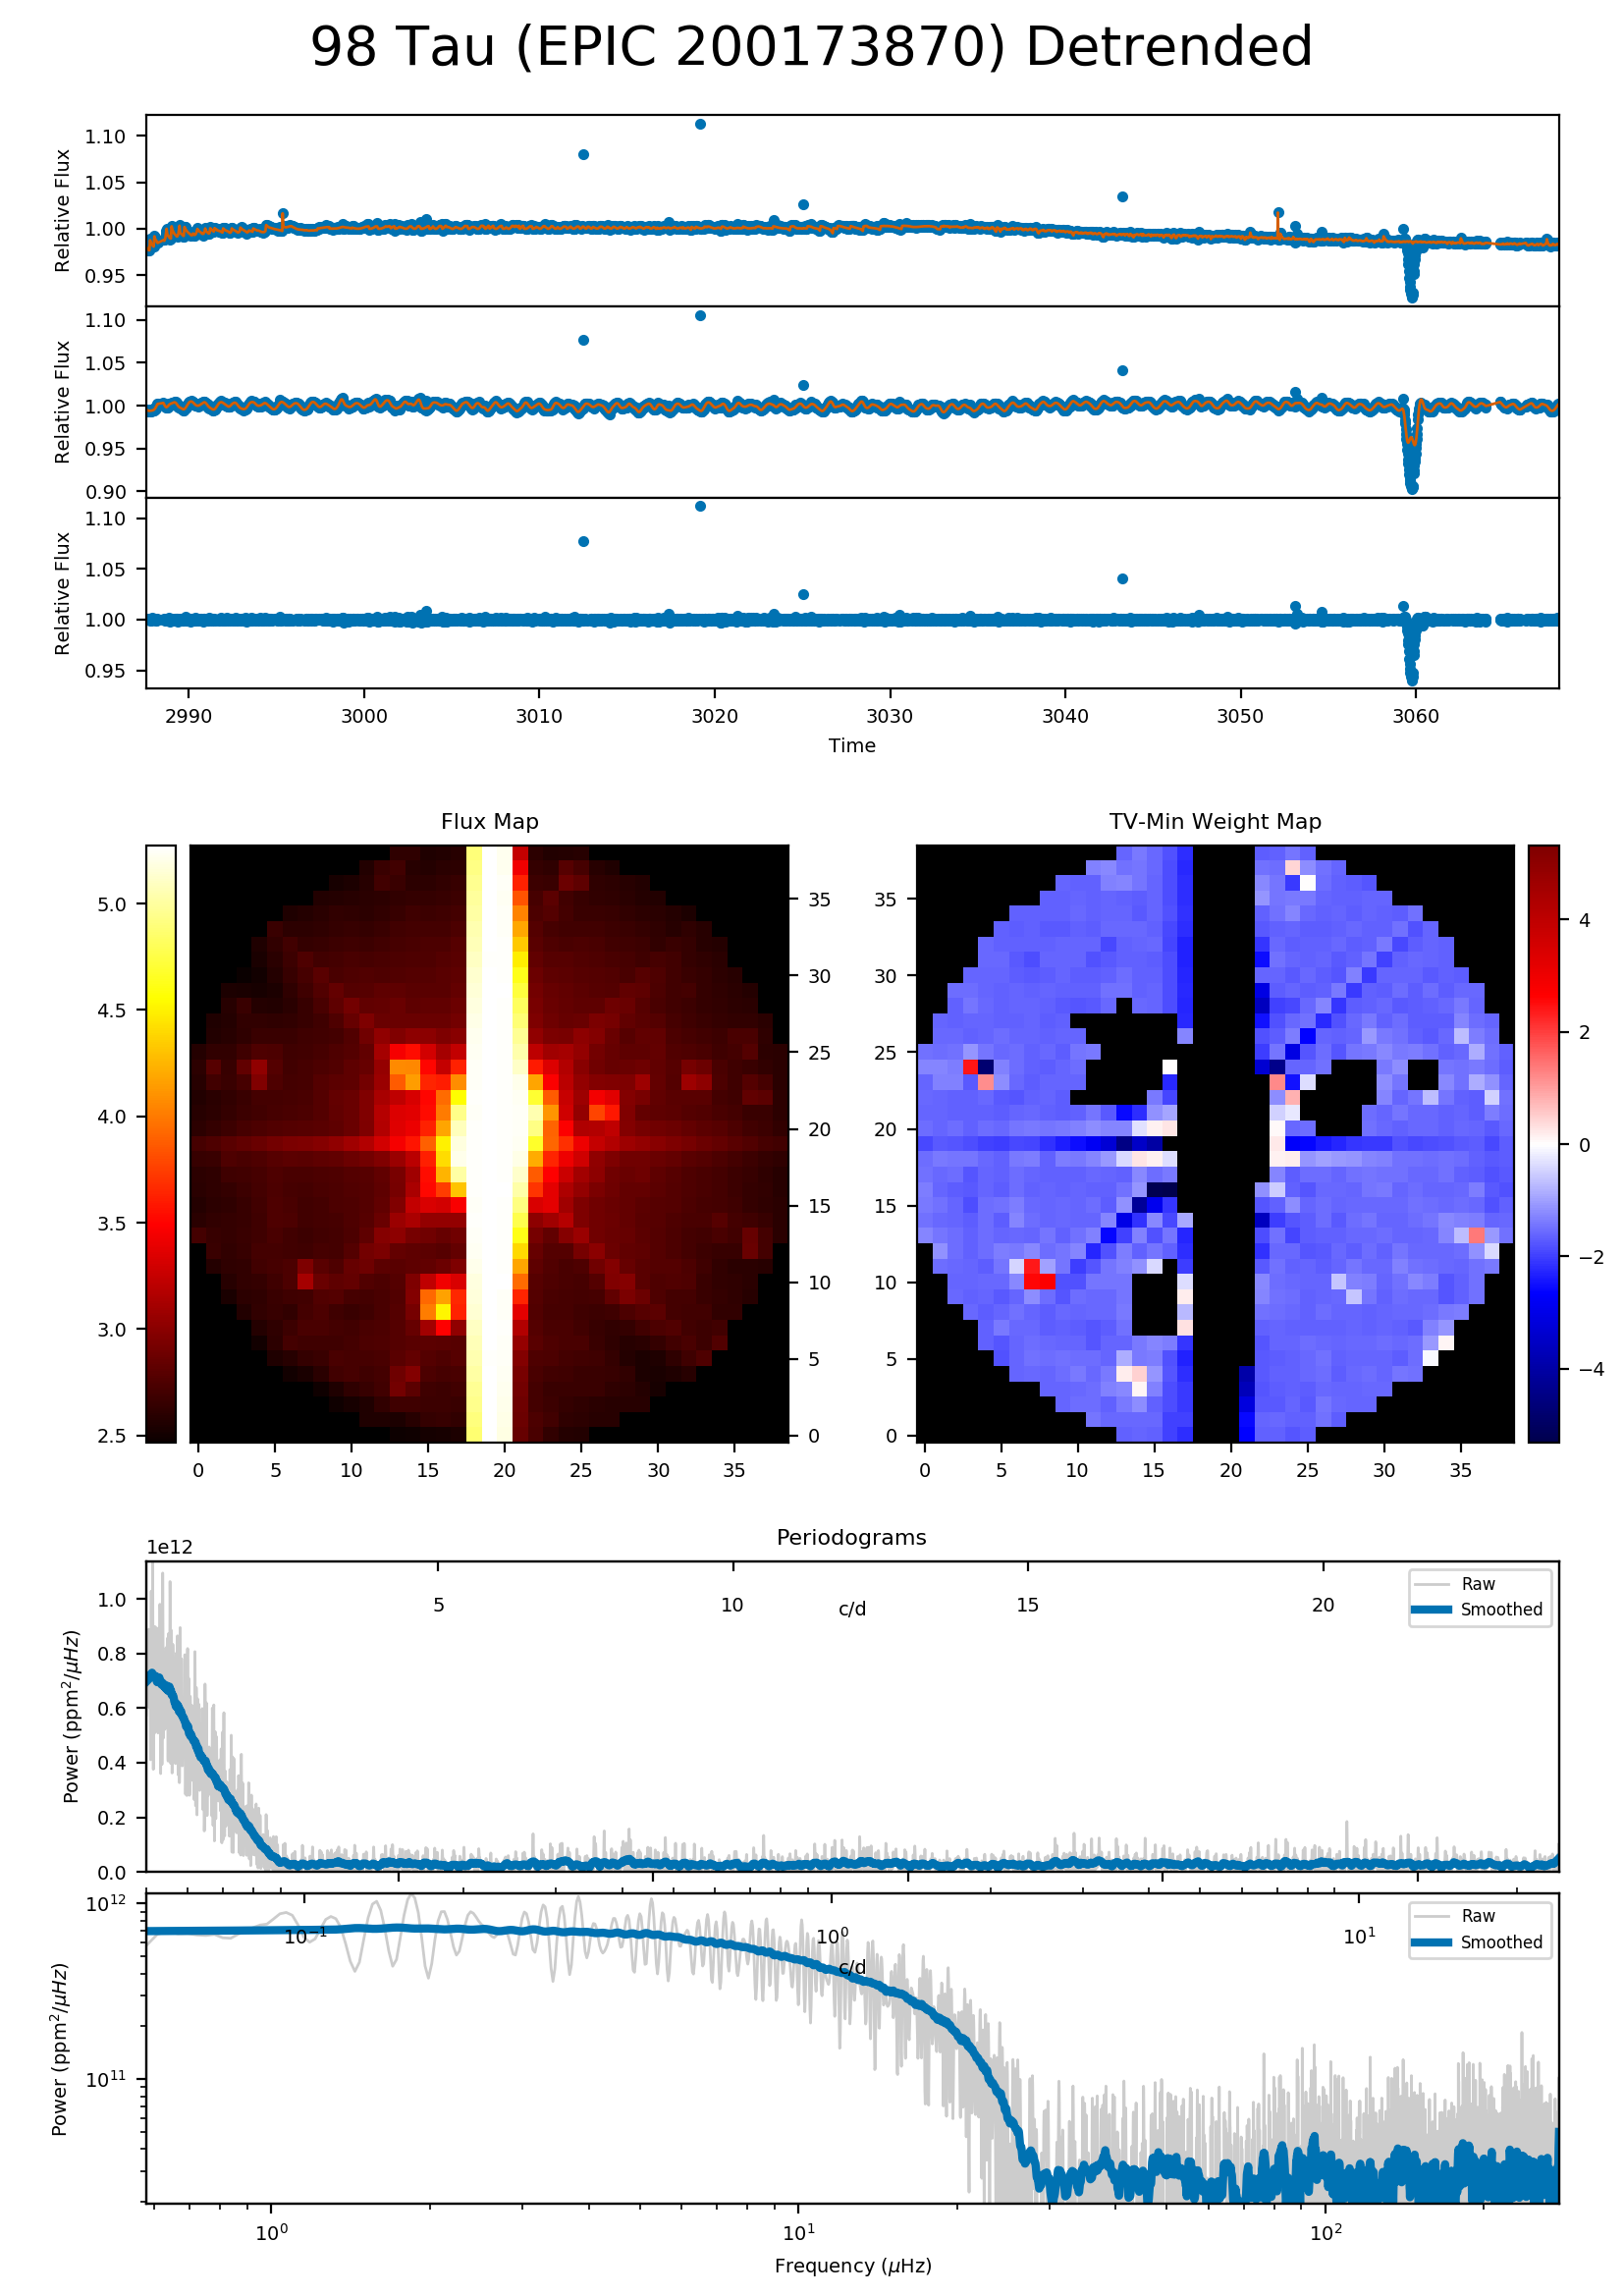 98 Tau (EPIC 200173870) Detrended
1.10
1.05
1.00
0.95
Relative Flux
1.10
1.05
1.00
0.95
0.90
Relative Flux
1.10
1.05
1.00
0.95
Relative Flux
2990 3000 3010 3020 3030 3040 3050 3060
Time
Flux Map
5.0
4.5
4.0
3.5
3.0
2.5
35
30
25
20
15
10
5
0
0 5 10 15 20 25 30 35
TV-Min Weight Map
35
30
25
20
15
10
5
0
0 5 10 15 20 25 30 35
4
2
0
−2
−4
Periodograms
1e12
1.0
0.8
0.6
0.4
0.2
0.0
Power (ppm²/μHz)
5 10 15 20
c/d
Raw
Smoothed
10¹²
10¹¹
Power (ppm²/μHz)
10⁻¹ 10⁰ 10¹
c/d
Raw
Smoothed
10⁰ 10¹ 10²
Frequency (μHz)